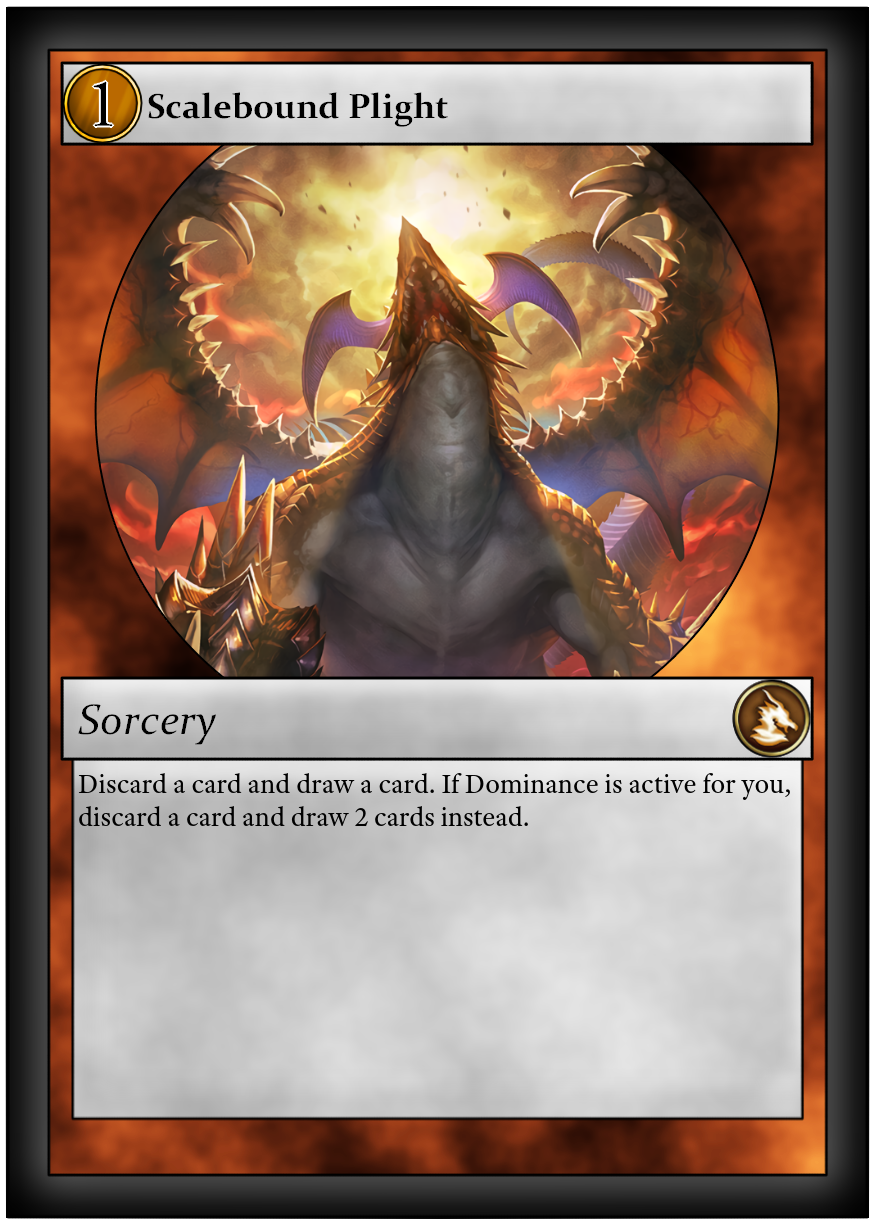 1
Scalebound Plight
Sorcery
Discard a card and draw a card. If Dominance is active for you,
discard a card and draw 2 cards instead.